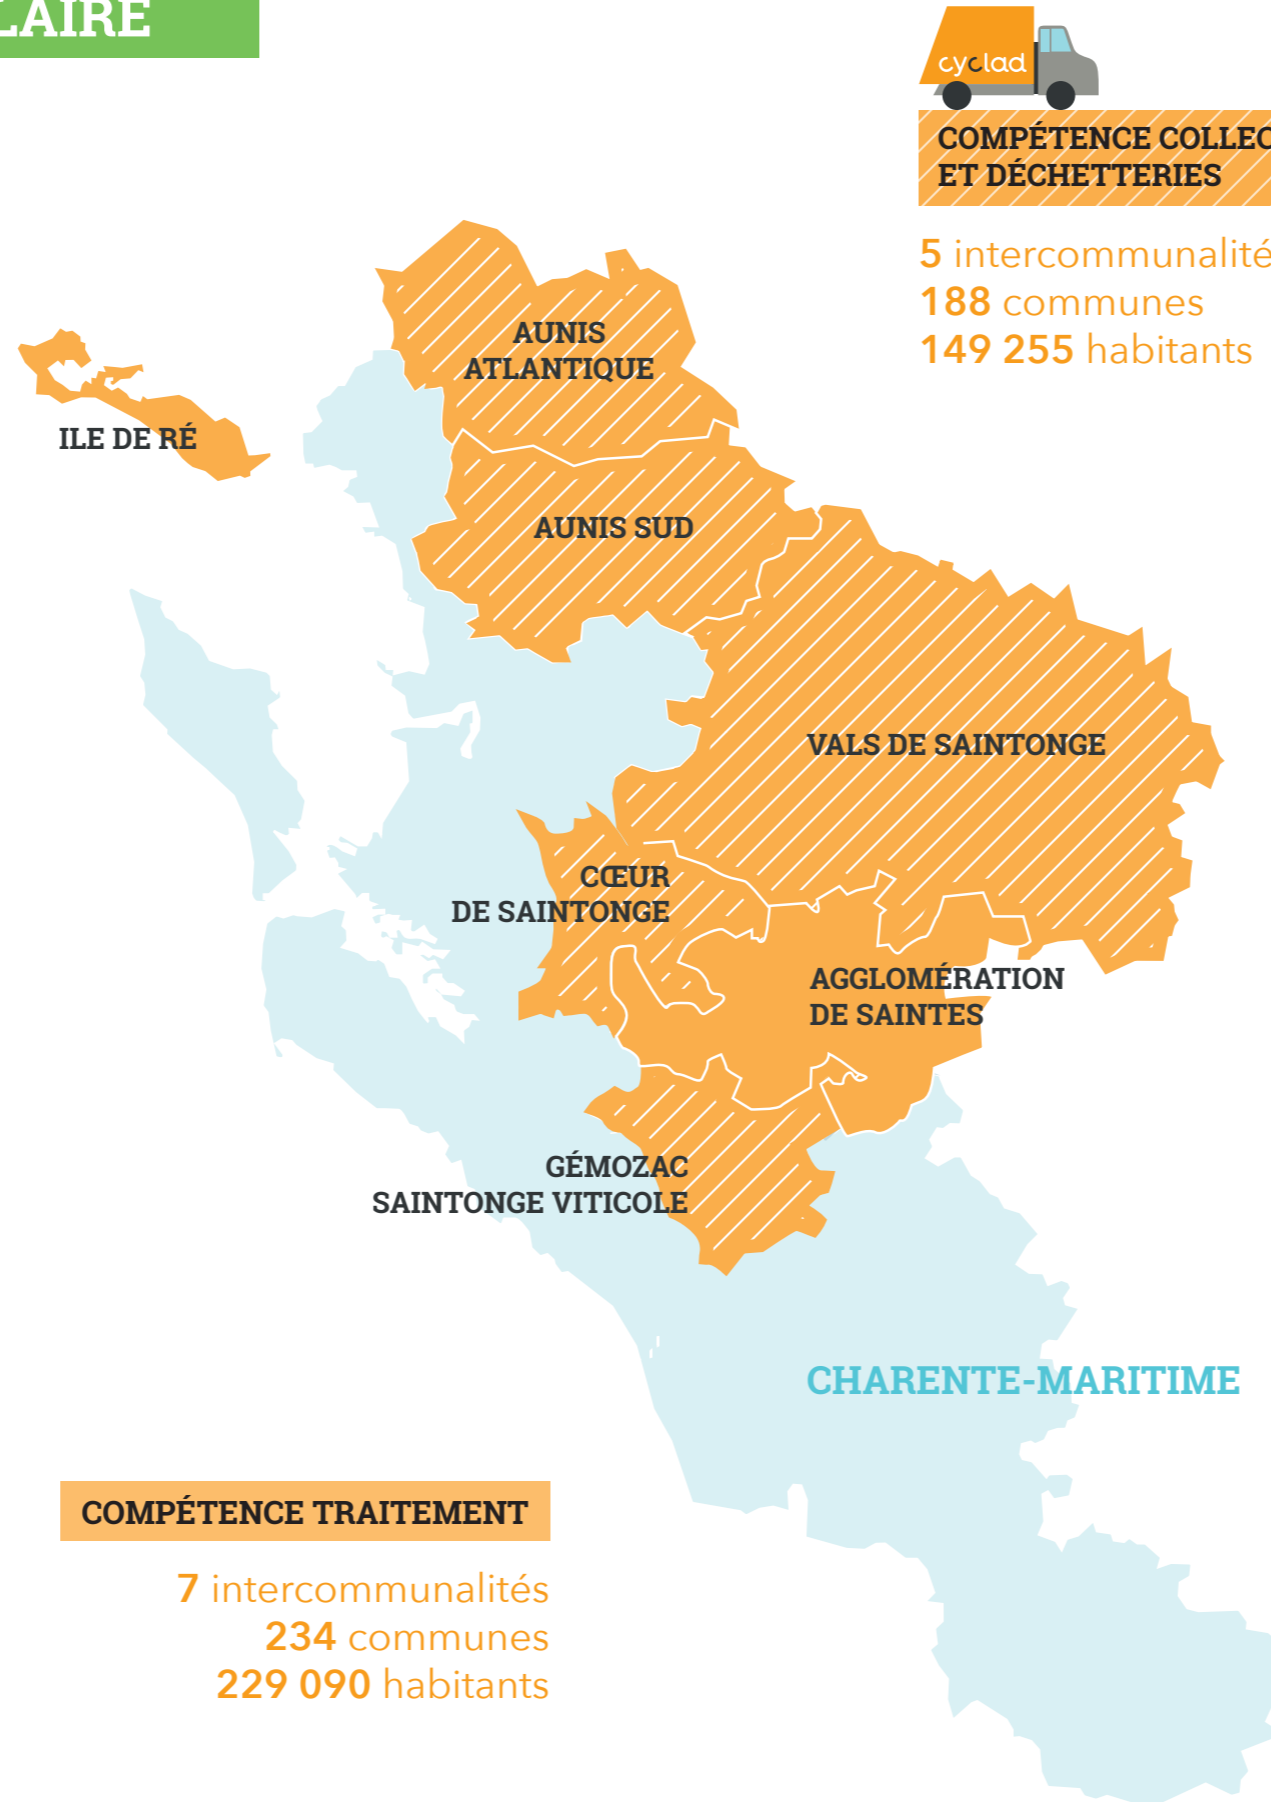 LAIRE
cyclad
COMPÉTENCE COLLEC
ET DÉCHETTERIES
5 intercommunalité
188 communes
149 255 habitants
AUNIS
ATLANTIQUE
ILE DE RÉ
AUNIS SUD
VALS DE SAINTONGE
CŒUR
DE SAINTONGE
AGGLOMÉRATION
DE SAINTES
GÉMOZAC
SAINTONGE VITICOLE
CHARENTE-MARITIME
COMPÉTENCE TRAITEMENT
7 intercommunalités
234 communes
229 090 habitants